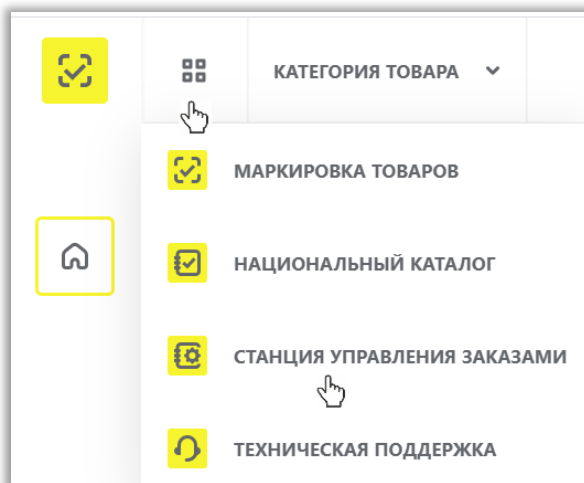 КАТЕГОРИЯ ТОВАРА
МАРКИРОВКА ТОВАРОВ
НАЦИОНАЛЬНЫЙ КАТАЛОГ
СТАНЦИЯ УПРАВЛЕНИЯ ЗАКАЗАМИ
ТЕХНИЧЕСКАЯ ПОДДЕРЖКА